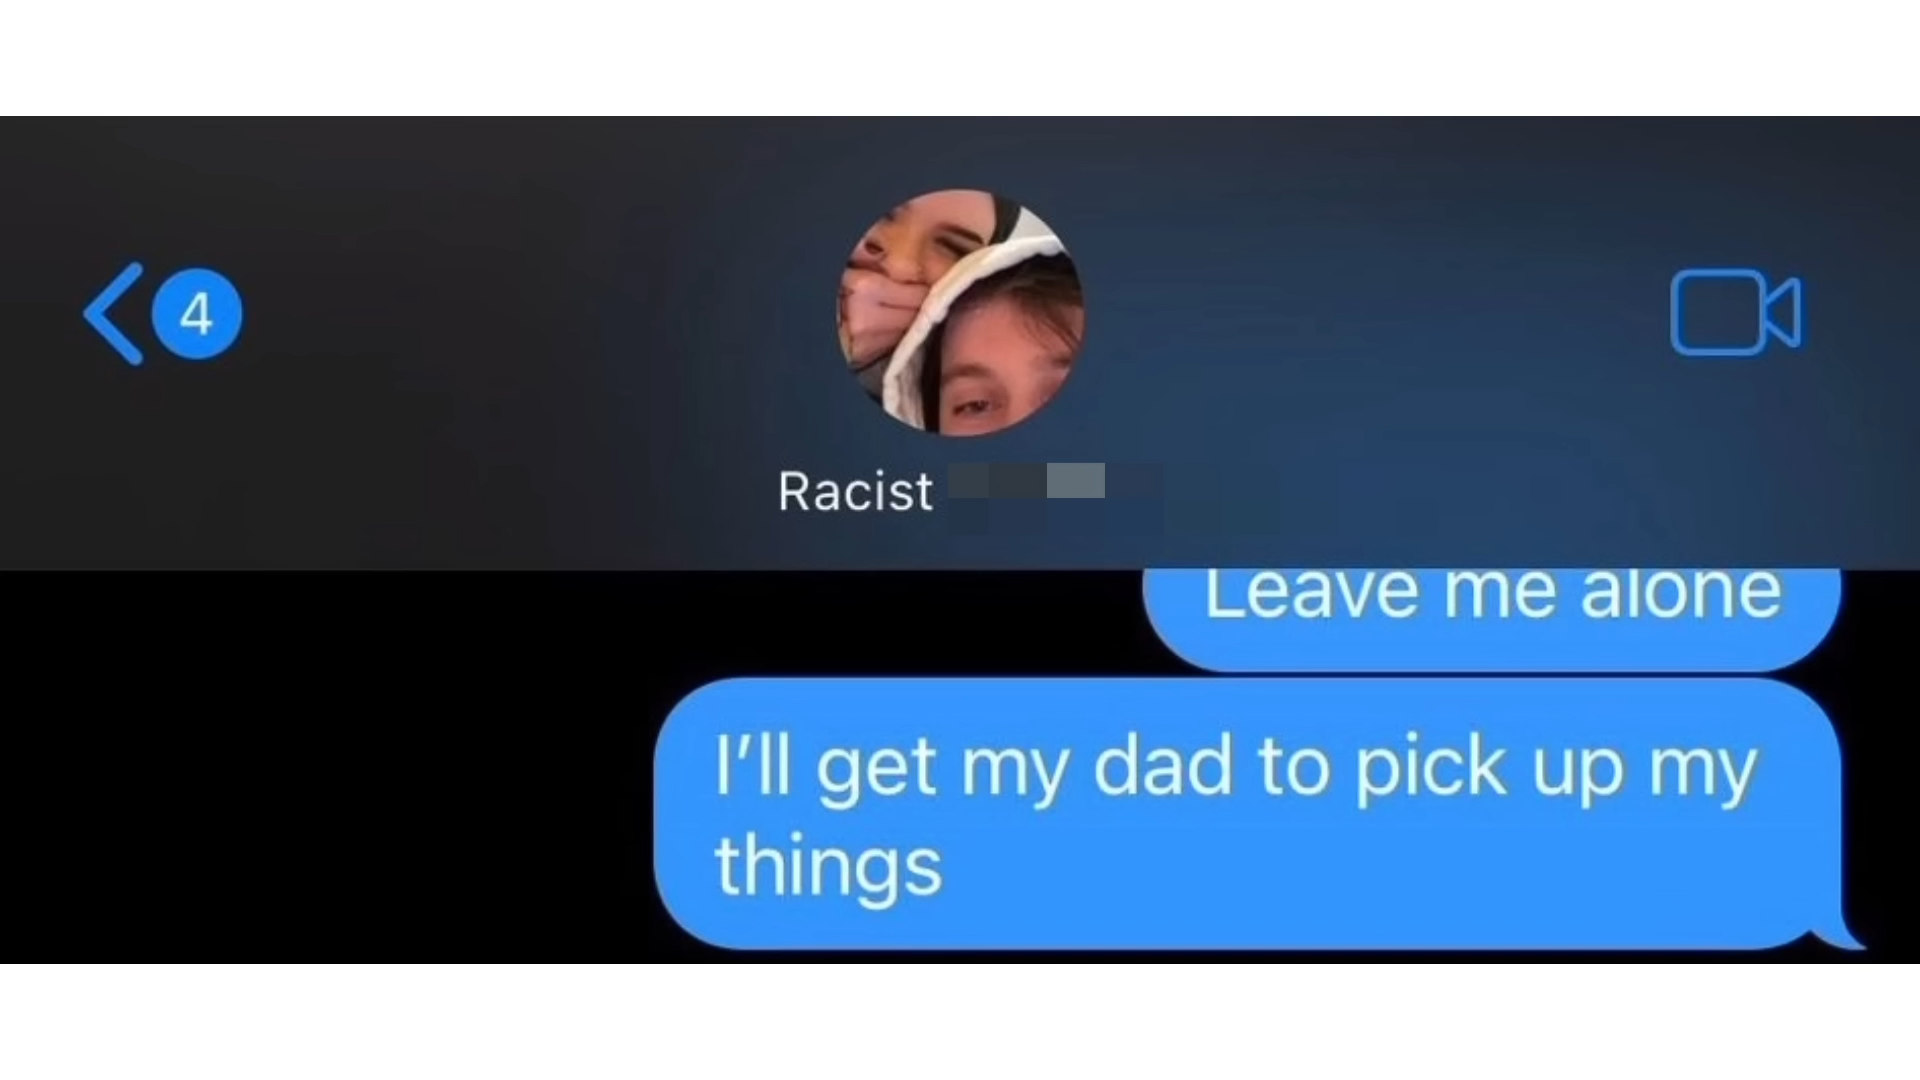 4
Racist
Leave me alone
I’ll get my dad to pick up my
things